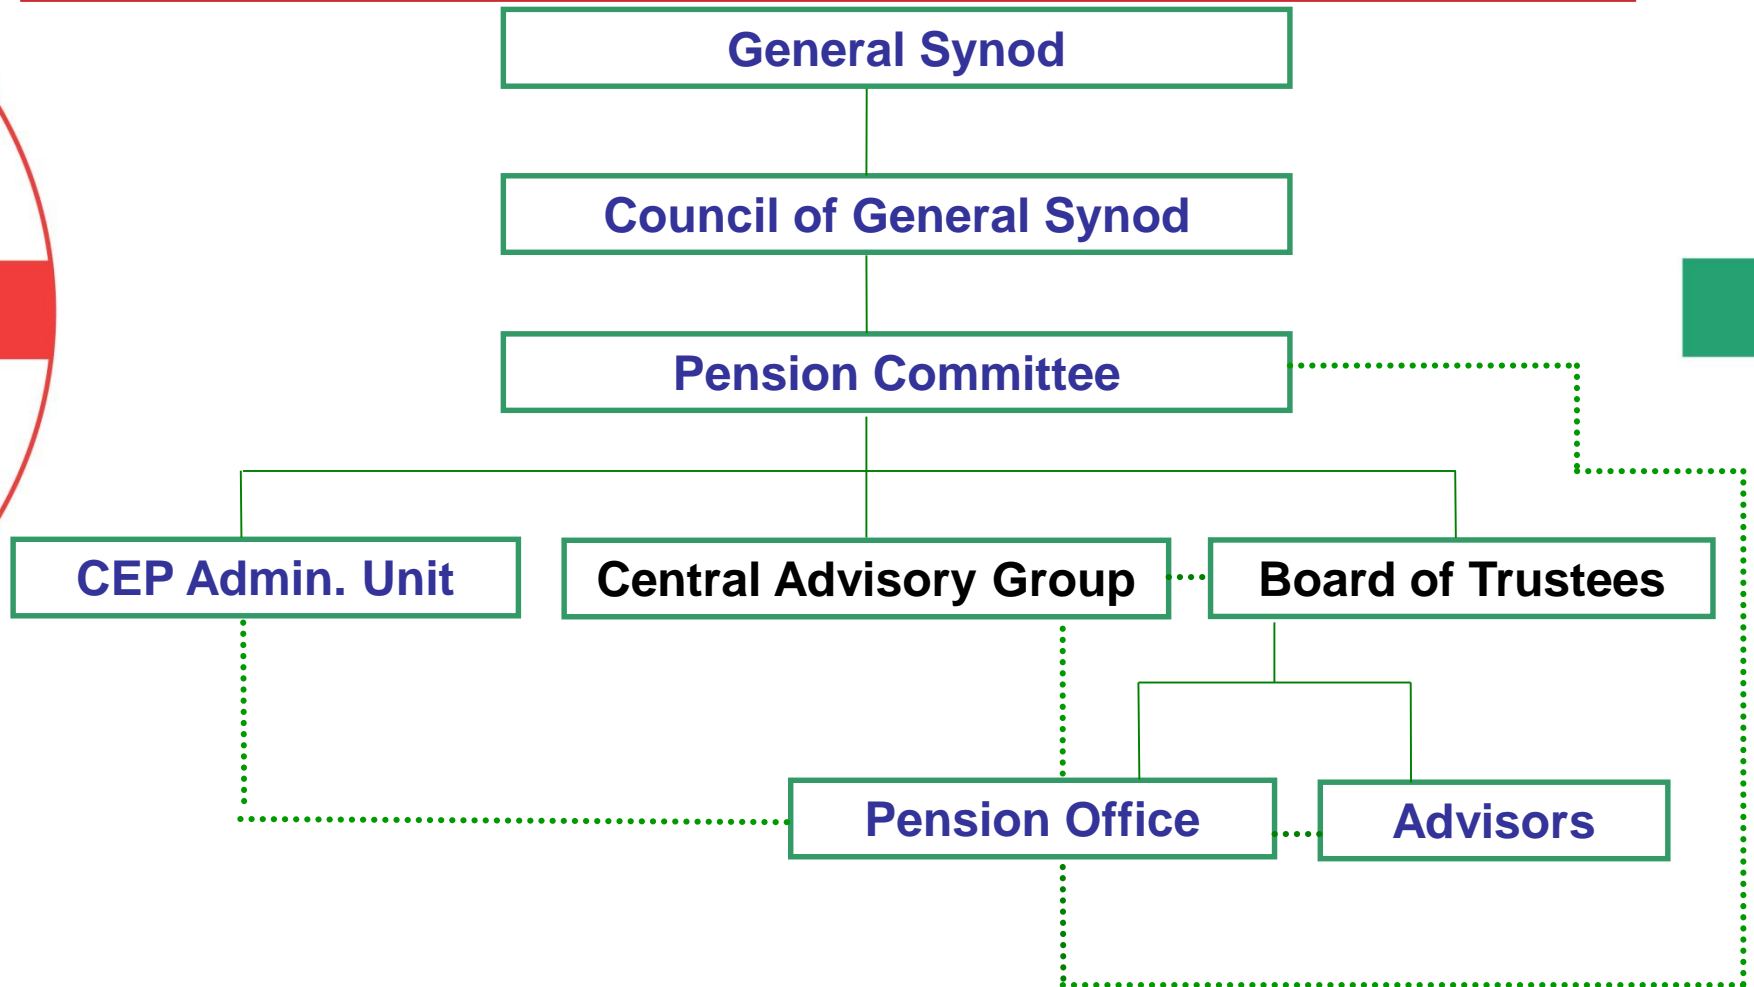 General Synod
Council of General Synod
Pension Committee
CEP Admin. Unit
Central Advisory Group
Board of Trustees
Pension Office
Advisors